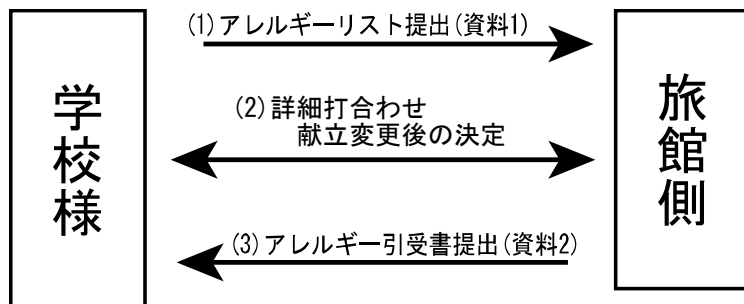 (1)アレルギーリスト提出(資料1)
学校様
旅館側
(2)詳細打合わせ
献立変更後の決定
(3)アレルギー引受書提出(資料2)